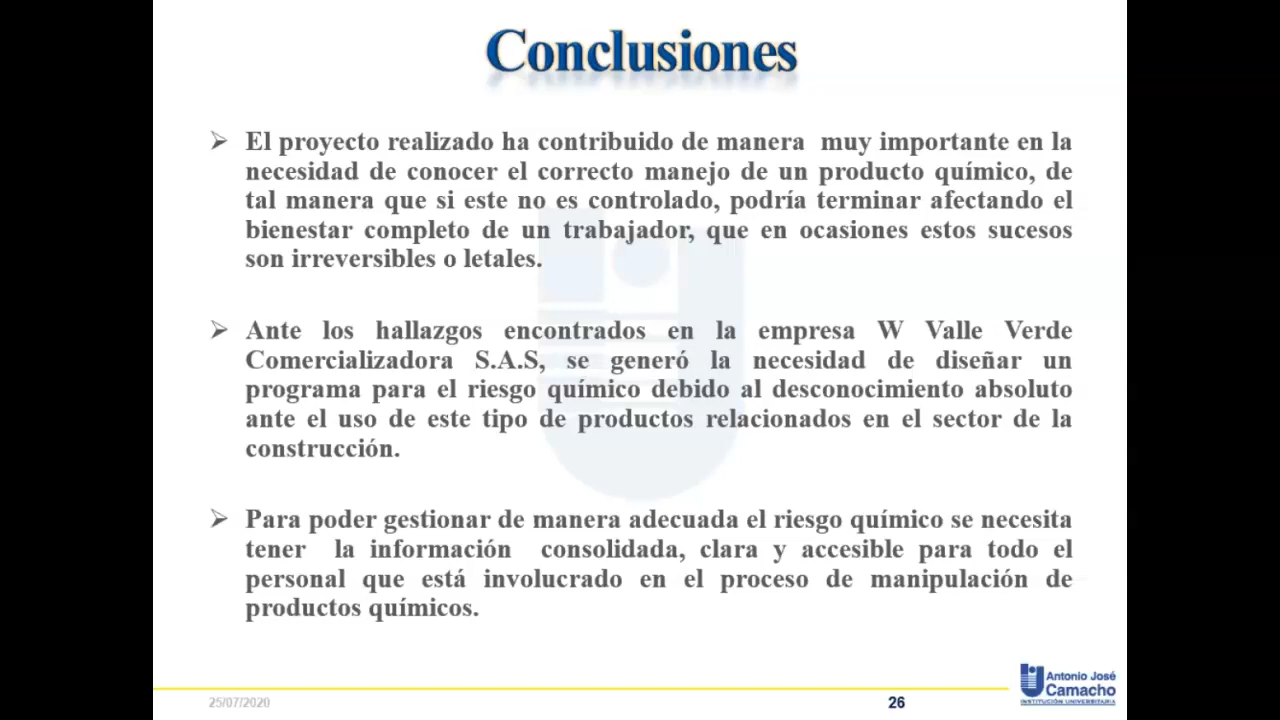 Conclusiones
➢ El proyecto realizado ha contribuido de manera muy importante en la
necesidad de conocer el correcto manejo de un producto químico, de
tal manera que si este no es controlado, podría terminar afectando el
bienestar completo de un trabajador, que en ocasiones estos sucesos
son irreversibles o letales.
➢ Ante los hallazgos encontrados en la empresa W Valle Verde
Comercializadora S.A.S, se generó la necesidad de diseñar un
programa para el riesgo químico debido al desconocimiento absoluto
ante el uso de este tipo de productos relacionados en el sector de la
construcción.
➢ Para poder gestionar de manera adecuada el riesgo químico se necesita
tener la información consolidada, clara y accesible para todo el
personal que está involucrado en el proceso de manipulación de
productos químicos.
25/07/2020
26
Antonio José
Camacho
INSTITUCIÓN UNIVERSITARIA